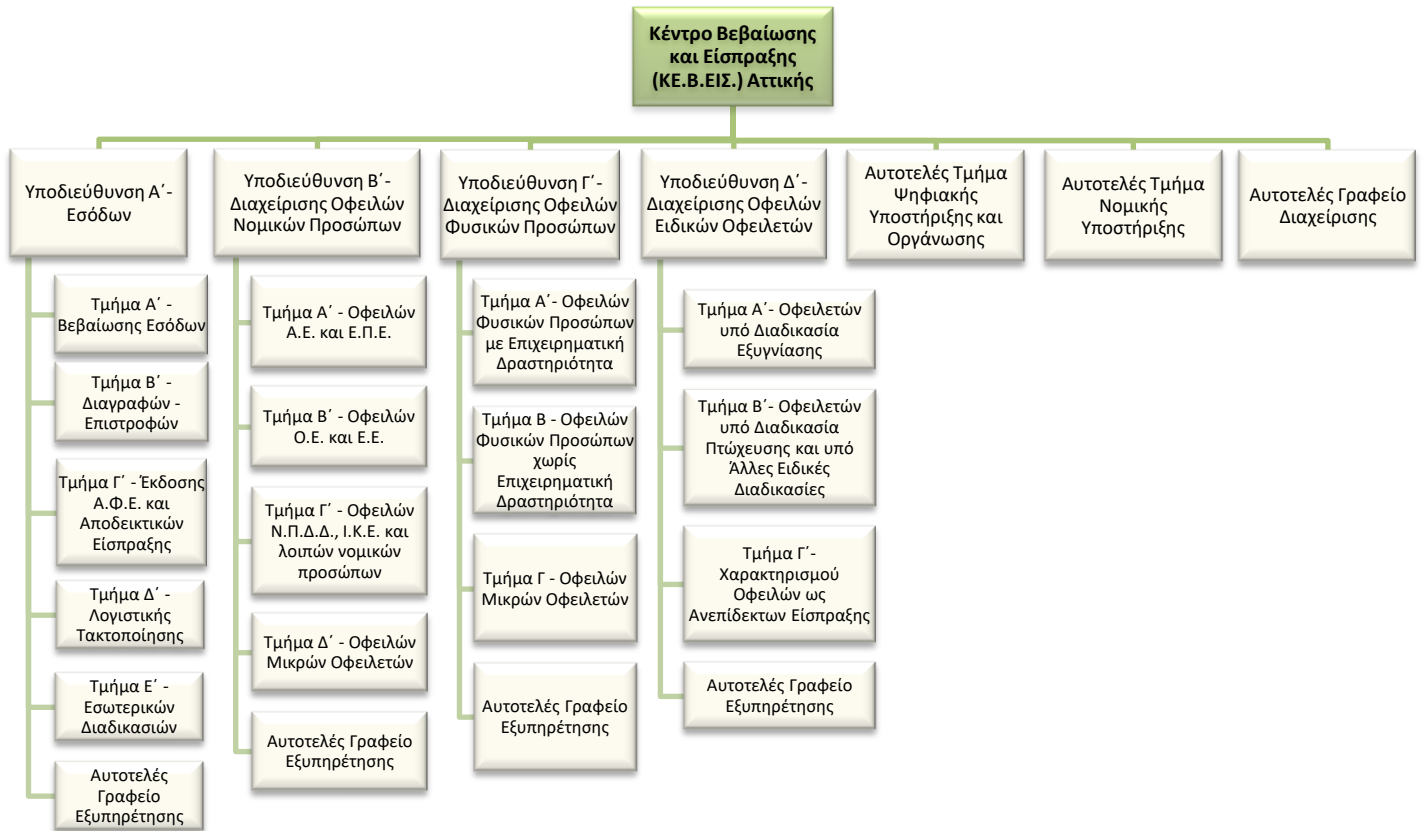 Κέντρο Βεβαίωσης
και Είσπραξης
(ΚΕ.Β.ΕΙΣ.) Αττικής
Υποδιεύθυνση Α΄-
Εσόδων
Τμήμα Α΄ -
Βεβαίωσης Εσόδων
Τμήμα Β΄ -
Διαγραφών -
Επιστροφών
Τμήμα Γ΄ - Έκδοσης
Α.Φ.Ε. και
Αποδεικτικών
Είσπραξης
Τμήμα Δ΄ -
Λογιστικής
Τακτοποίησης
Τμήμα Ε΄ -
Εσωτερικών
Διαδικασιών
Αυτοτελές
Γραφείο
Εξυπηρέτησης
Υποδιεύθυνση Β΄-
Διαχείρισης Οφειλών
Νομικών Προσώπων
Τμήμα Α΄ - Οφειλών
Α.Ε. και Ε.Π.Ε.
Τμήμα Β΄ - Οφειλών
Ο.Ε. και Ε.Ε.
Τμήμα Γ΄ - Οφειλών
Ν.Π.Δ.Δ., Ι.Κ.Ε. και
λοιπών νομικών
προσώπων
Τμήμα Δ΄ - Οφειλών
Μικρών Οφειλετών
Αυτοτελές Γραφείο
Εξυπηρέτησης
Υποδιεύθυνση Γ΄-
Διαχείρισης Οφειλών
Φυσικών Προσώπων
Τμήμα Α΄- Οφειλών
Φυσικών Προσώπων
με Επιχειρηματική
Δραστηριότητα
Τμήμα Β - Οφειλών
Φυσικών Προσώπων
χωρίς
Επιχειρηματική
Δραστηριότητα
Τμήμα Γ - Οφειλών
Μικρών Οφειλετών
Αυτοτελές Γραφείο
Εξυπηρέτησης
Υποδιεύθυνση Δ΄-
Διαχείρισης Οφειλών
Ειδικών Οφειλετών
Τμήμα Α΄- Οφειλετών
υπό Διαδικασία
Εξυγνίασης
Τμήμα Β΄- Οφειλετών
υπό Διαδικασία
Πτώχευσης και υπό
Άλλες Ειδικές
Διαδικασίες
Τμήμα Γ΄-
Χαρακτηρισμού
Οφειλών ως
Ανεπίδεκτων Είσπραξης
Αυτοτελές Γραφείο
Εξυπηρέτησης
Αυτοτελές Τμήμα
Ψηφιακής
Υποστήριξης και
Οργάνωσης
Αυτοτελές Τμήμα
Νομικής
Υποστήριξης
Αυτοτελές Γραφείο
Διαχείρισης